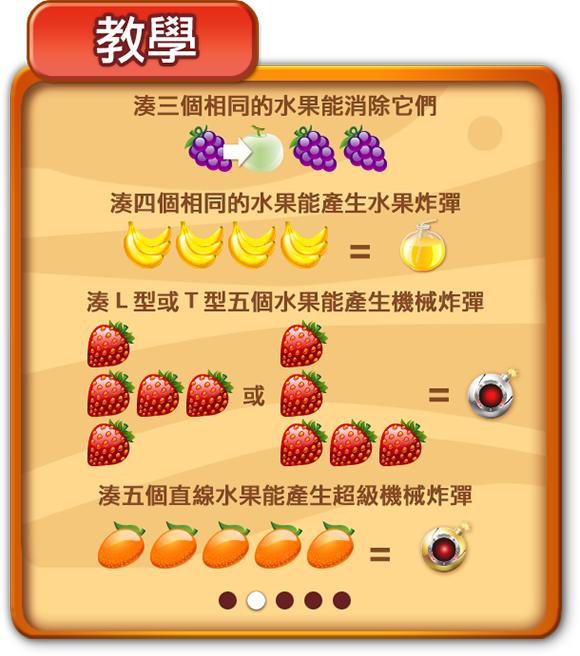 教學
湊三個相同的水果能消除它們
湊四個相同的水果能產生水果炸彈
=
湊L型或T型五個水果能產生機械炸彈
或 =
湊五個直線水果能產生超級機械炸彈
=